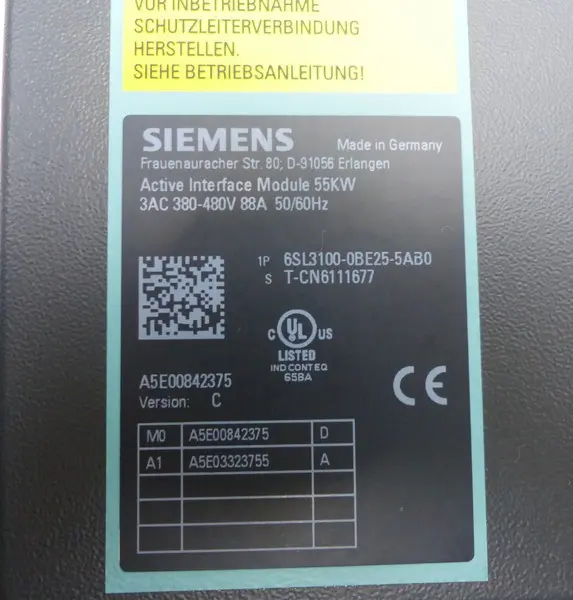 VOR INBETRIEBNAHME
SCHUTZLEITERVERBINDUNG
HERSTELLEN.
SIEHE BETRIEBSANLEITUNG!
SIEMENS Made in Germany
Frauenauracher Str. 80; D-91056 Erlangen
Active Interface Module 55KW
3AC 380-480V 88A 50/60Hz
1P 6SL3100-0BE25-5AB0
S T-CN6111677
C UL US
LISTED
IND CONT EQ
65BA
CE
A5E00842375
Version: C
M0 A5E00842375 D
A1 A5E03323755 A